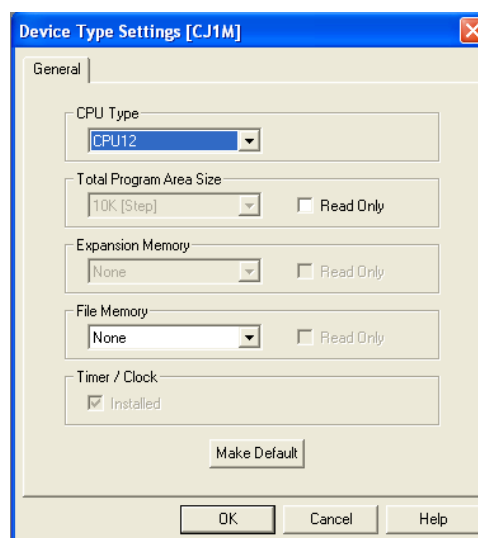 Device Type Settings [CJ1M]
General
CPU Type
CPU12
Total Program Area Size
10K [Step]
Read Only
Expansion Memory
None
Read Only
File Memory
None
Read Only
Timer / Clock
Installed
Make Default
OK
Cancel
Help